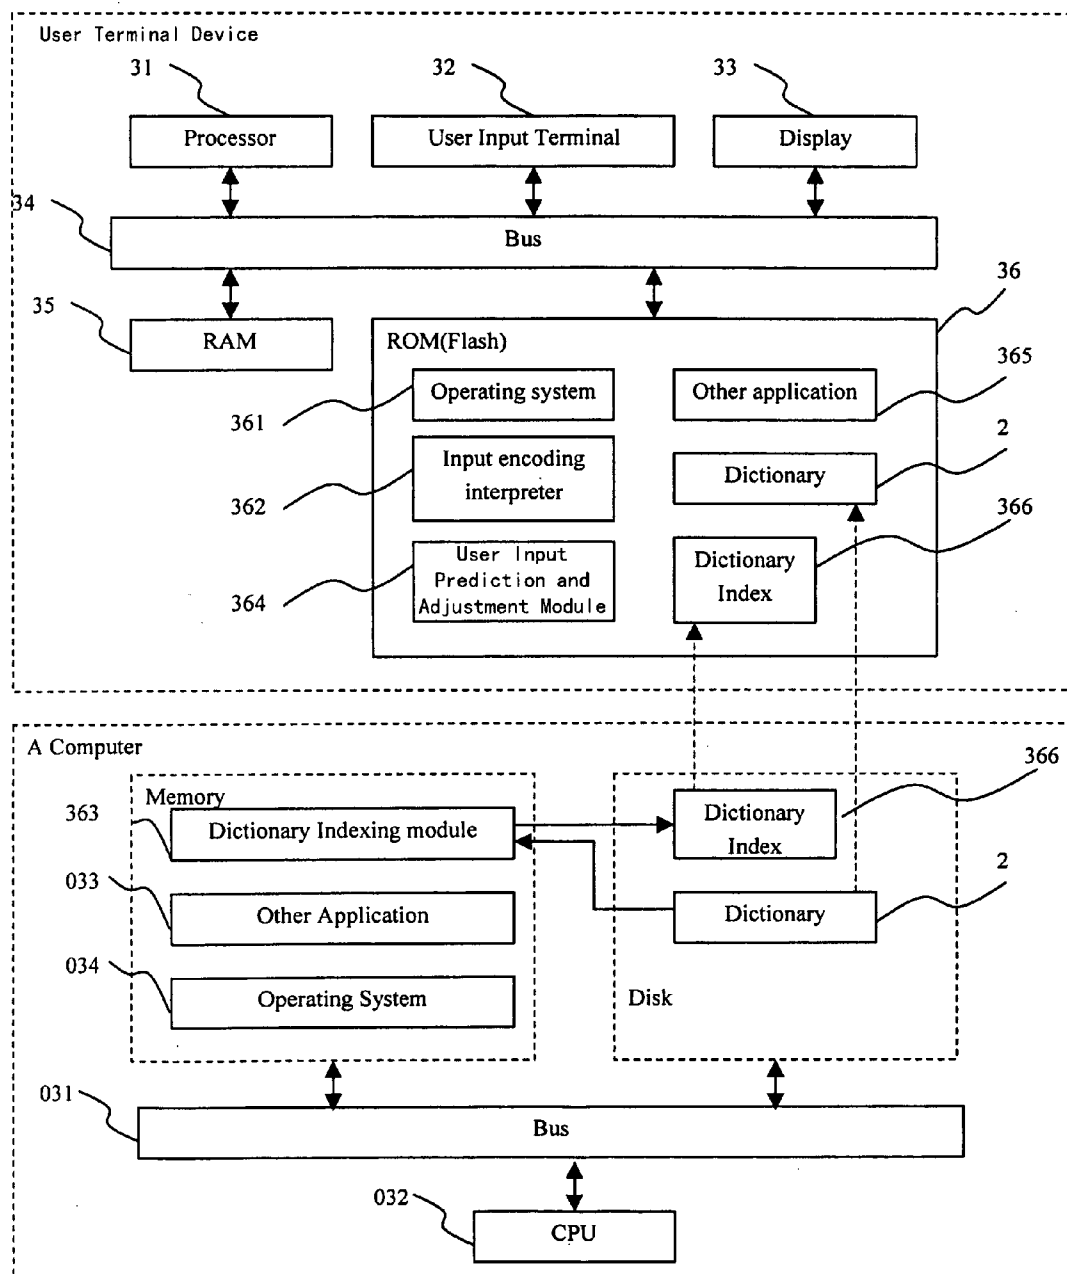 User Terminal Device
31
32
33
Processor
User Input Terminal
Display
34
Bus
35
36
RAM
ROM(Flash)
365
361
Operating system
Other application
2
362
Input encoding
interpreter
Dictionary
366
364
User Input
Prediction and
Adjustment Module
Dictionary
Index
A Computer
366
Memory
363
Dictionary Indexing module
Dictionary
Index
033
2
Other Application
Dictionary
034
Operating System
Disk
031
Bus
032
CPU